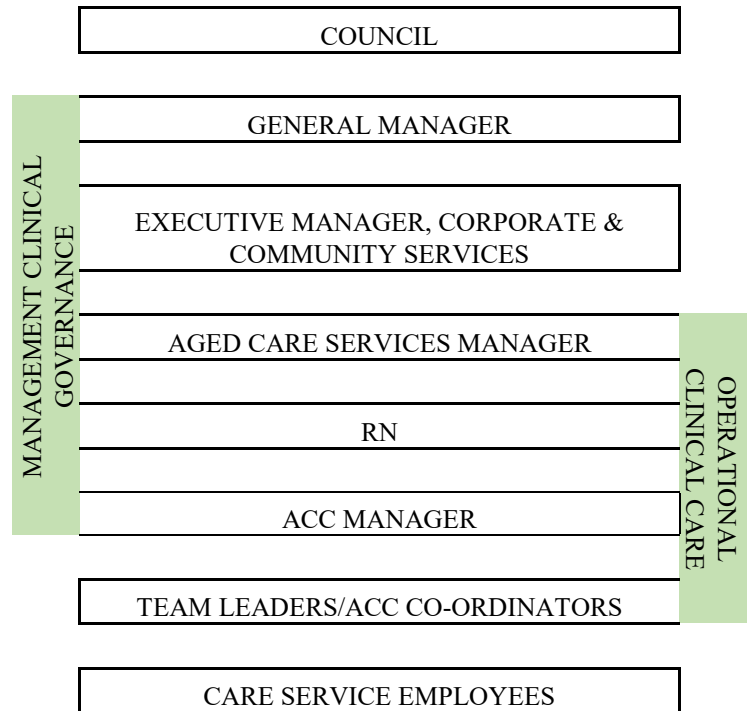 COUNCIL
GENERAL MANAGER
EXECUTIVE MANAGER, CORPORATE &
COMMUNITY SERVICES
AGED CARE SERVICES MANAGER
RN
ACC MANAGER
TEAM LEADERS/ACC CO-ORDINATORS
CARE SERVICE EMPLOYEES
MANAGEMENT CLINICAL
GOVERNANCE
OPERATIONAL
CLINICAL CARE